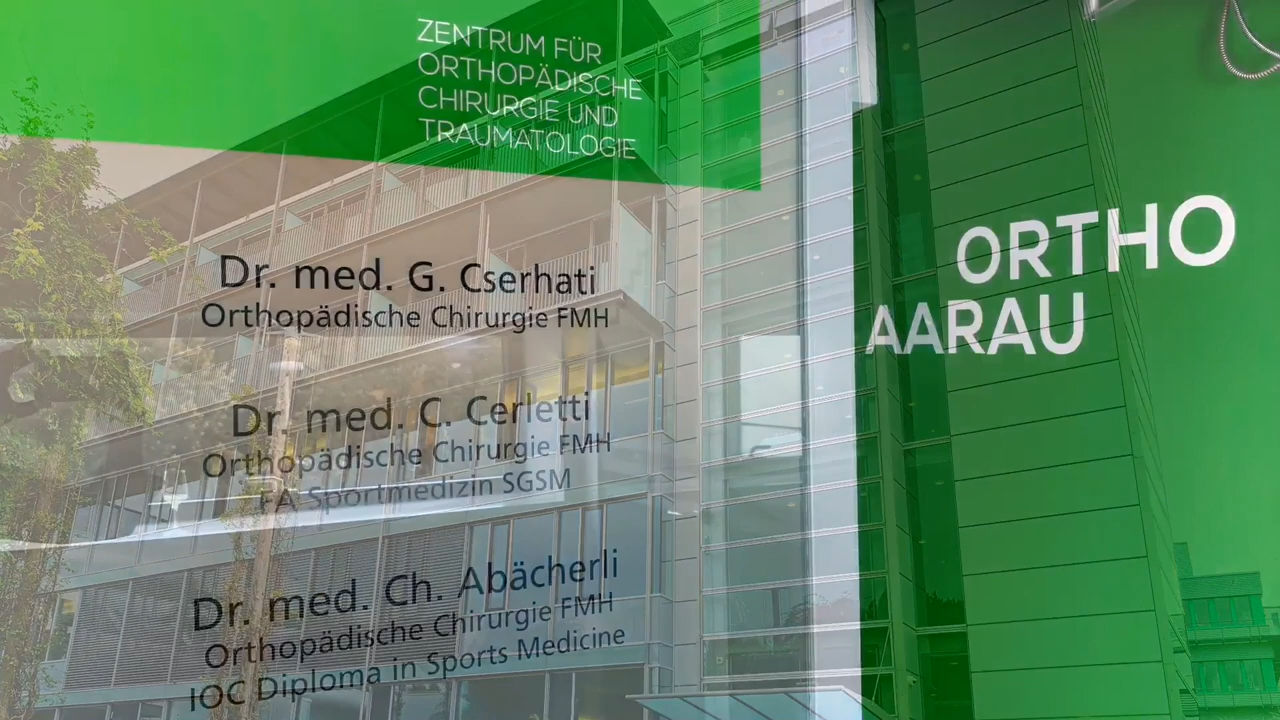 ZENTRUM FÜR
ORTHOPÄDISCHE
CHIRURGIE UND
TRAUMATOLOGIE
ORTHO
AARAU
Dr. med. G. Cserhati
Orthopädische Chirurgie FMH
Dr. med. C. Cerletti
Orthopädische Chirurgie FMH
FA Sportmedizin SGSM
Dr. med. Ch. Abächerli
Orthopädische Chirurgie FMH
IOC Diploma in Sports Medicine